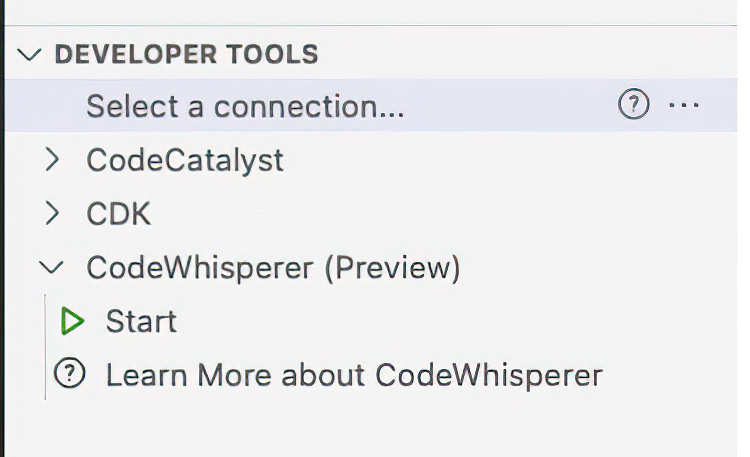 DEVELOPER TOOLS
Select a connection...
CodeCatalyst
CDK
CodeWhisperer (Preview)
Start
Learn More about CodeWhisperer